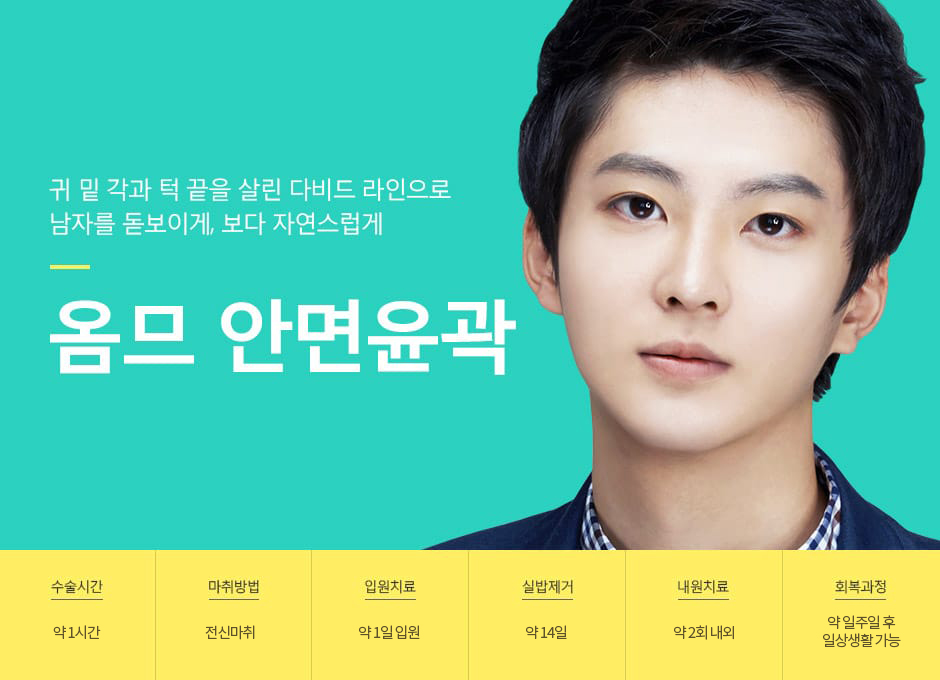 귀 밑 각과 턱 끝을 살린 다비드 라인으로
남자를 돋보이게, 보다 자연스럽게
옴므 안면윤곽
수술시간
약 1시간
마취방법
전신마취
입원치료
약 1일 입원
실밥제거
약 14일
내원치료
약 2회 내외
회복과정
약 일주일 후
일상생활 가능